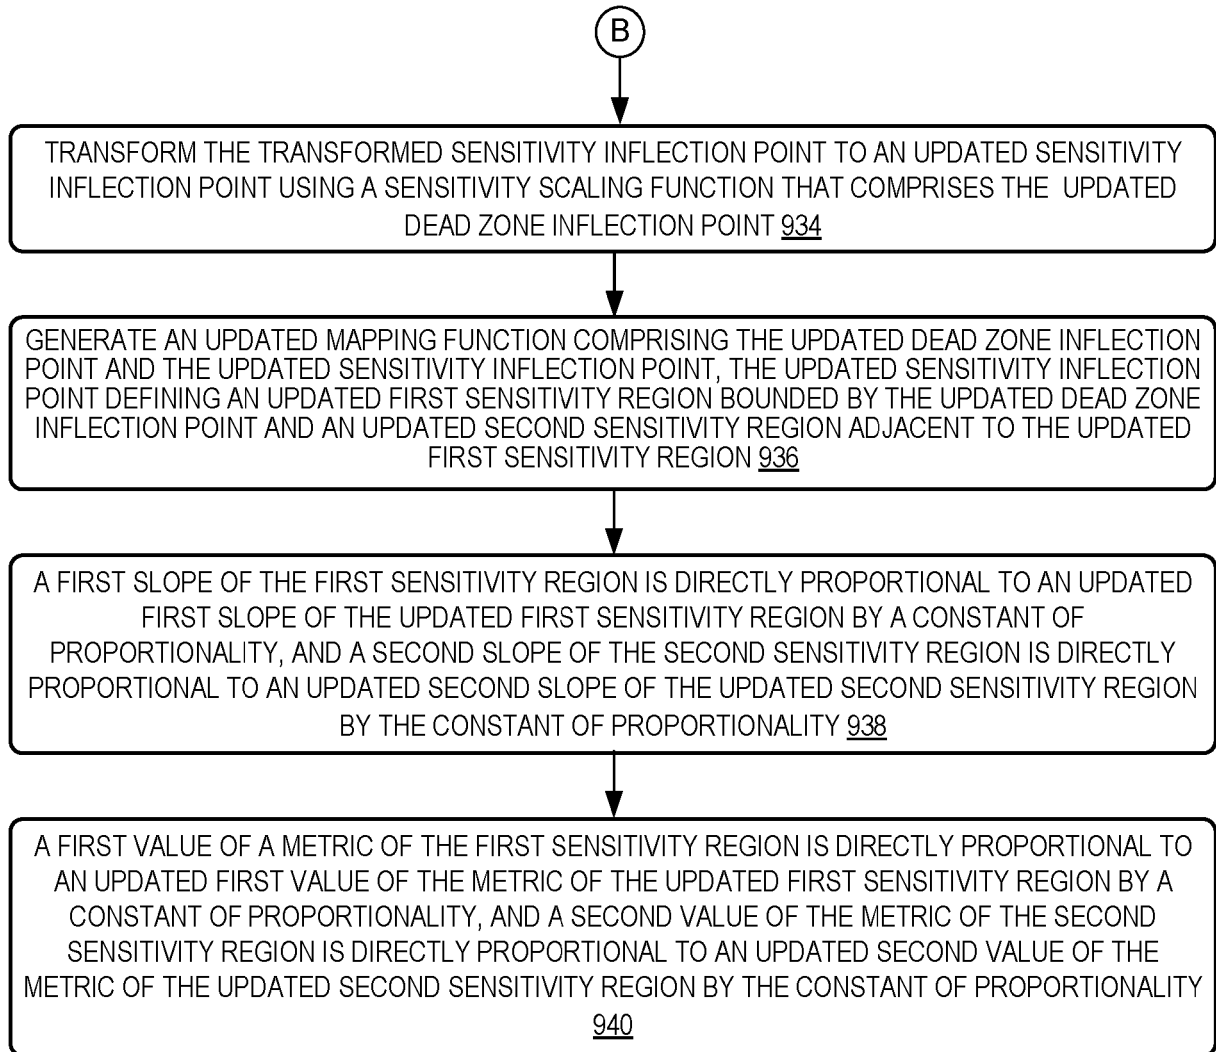 B
TRANSFORM THE TRANSFORMED SENSITIVITY INFLECTION POINT TO AN UPDATED SENSITIVITY
INFLECTION POINT USING A SENSITIVITY SCALING FUNCTION THAT COMPRISES THE UPDATED
DEAD ZONE INFLECTION POINT 934
GENERATE AN UPDATED MAPPING FUNCTION COMPRISING THE UPDATED DEAD ZONE INFLECTION
POINT AND THE UPDATED SENSITIVITY INFLECTION POINT, THE UPDATED SENSITIVITY INFLECTION
POINT DEFINING AN UPDATED FIRST SENSITIVITY REGION BOUNDED BY THE UPDATED DEAD ZONE
INFLECTION POINT AND AN UPDATED SECOND SENSITIVITY REGION ADJACENT TO THE UPDATED
FIRST SENSITIVITY REGION 936
A FIRST SLOPE OF THE FIRST SENSITIVITY REGION IS DIRECTLY PROPORTIONAL TO AN UPDATED
FIRST SLOPE OF THE UPDATED FIRST SENSITIVITY REGION BY A CONSTANT OF
PROPORTIONALITY, AND A SECOND SLOPE OF THE SECOND SENSITIVITY REGION IS DIRECTLY
PROPORTIONAL TO AN UPDATED SECOND SLOPE OF THE UPDATED SECOND SENSITIVITY REGION
BY THE CONSTANT OF PROPORTIONALITY 938
A FIRST VALUE OF A METRIC OF THE FIRST SENSITIVITY REGION IS DIRECTLY PROPORTIONAL TO
AN UPDATED FIRST VALUE OF THE METRIC OF THE UPDATED FIRST SENSITIVITY REGION BY A
CONSTANT OF PROPORTIONALITY, AND A SECOND VALUE OF THE METRIC OF THE SECOND
SENSITIVITY REGION IS DIRECTLY PROPORTIONAL TO AN UPDATED SECOND VALUE OF THE
METRIC OF THE UPDATED SECOND SENSITIVITY REGION BY THE CONSTANT OF PROPORTIONALITY
940